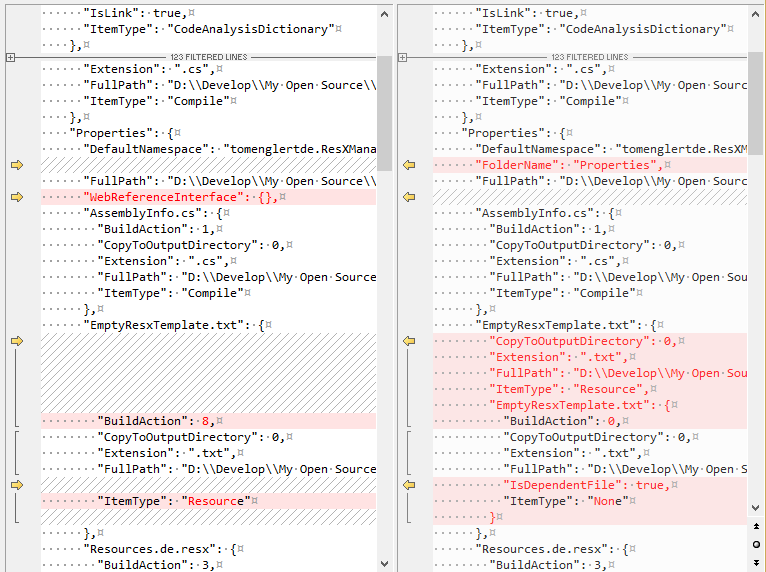 "IsLink": true,
"ItemType": "CodeAnalysisDictionary"
},
123 FILTERED LINES
"Extension": ".cs",
"FullPath": "D:\\Develop\\My Open Source\\
"ItemType": "Compile"
},
"Properties": {
"DefaultNamespace": "tomenglertde.ResXMana
"FullPath": "D:\\Develop\\My Open Source\\
"WebReferenceInterface": {},
"AssemblyInfo.cs": {
"BuildAction": 1,
"CopyToOutputDirectory": 0,
"Extension": ".cs",
"FullPath": "D:\\Develop\\My Open Source
"ItemType": "Compile"
},
"EmptyResxTemplate.txt": {
"BuildAction": 8,
"CopyToOutputDirectory": 0,
"Extension": ".txt",
"FullPath": "D:\\Develop\\My Open Source
"ItemType": "Resource"
},
"Resources.de.resx": {
"BuildAction": 3,
"IsLink": true,
"ItemType": "CodeAnalysisDictionary"
},
123 FILTERED LINES
"Extension": ".cs",
"FullPath": "D:\\Develop\\My Open Source\\
"ItemType": "Compile"
},
"Properties": {
"DefaultNamespace": "tomenglertde.ResXM
"FolderName": "Properties",
"FullPath": "D:\\Develop\\My Open Sourc
"AssemblyInfo.cs": {
"BuildAction": 1,
"CopyToOutputDirectory": 0,
"Extension": ".cs",
"FullPath": "D:\\Develop\\My Open Sou
"ItemType": "Compile"
},
"EmptyResxTemplate.txt": {
"CopyToOutputDirectory": 0,
"Extension": ".txt",
"FullPath": "D:\\Develop\\My Open Sou
"ItemType": "Resource",
"EmptyResxTemplate.txt": {
"BuildAction": 0,
"CopyToOutputDirectory": 0,
"Extension": ".txt",
"FullPath": "D:\\Develop\\My Open S
"IsDependentFile": true,
"ItemType": "None"
}
},
"Resources.de.resx": {
"BuildAction": 3,